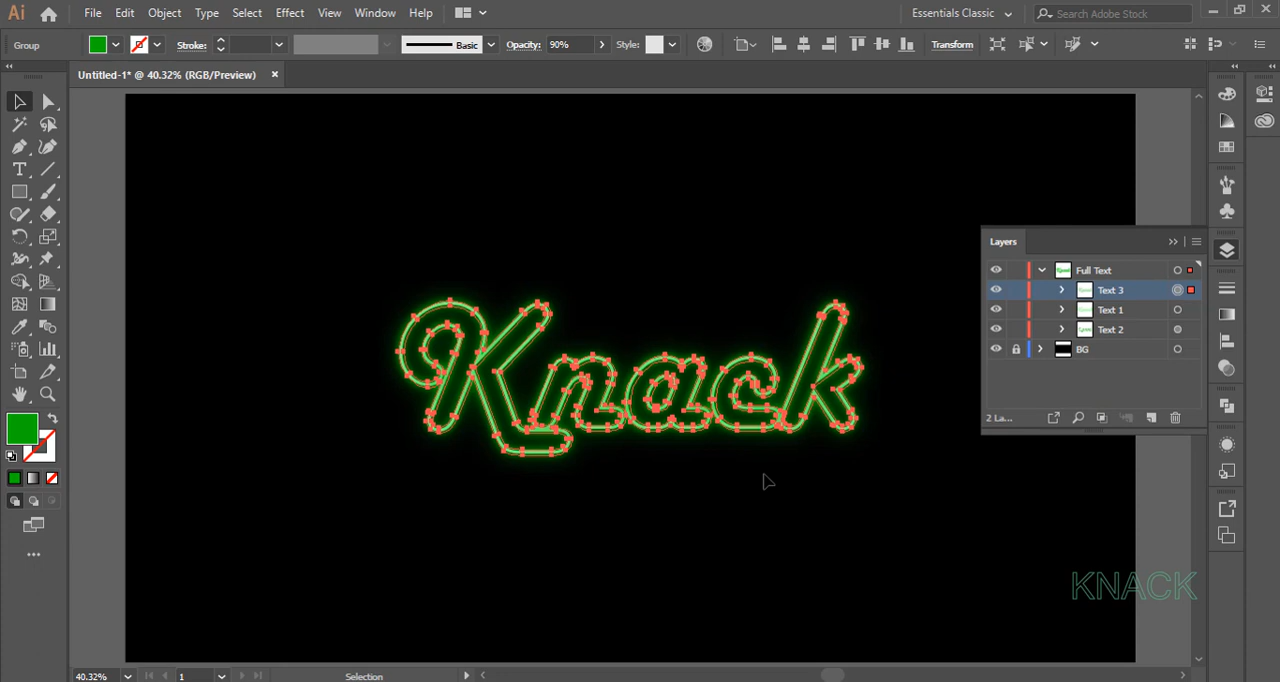 Ai File Edit Object Type Select Effect View Window Help Essentials Classic Search Adobe Stock
Group Stroke: Basic Opacity: 90% Style: Transform
Untitled-1* @ 40.32% (RGB/Preview)
Knack
Layers
Full Text
Text 3
Text 1
Text 2
BG
2 La...
KNACK
40.32% 1 Selection